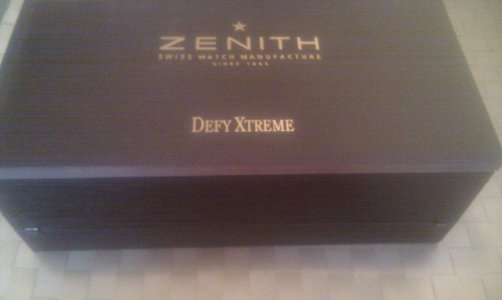 ZENITH
SWISS WATCH MANUFACTURE
SINCE 1865
DEFY XTREME